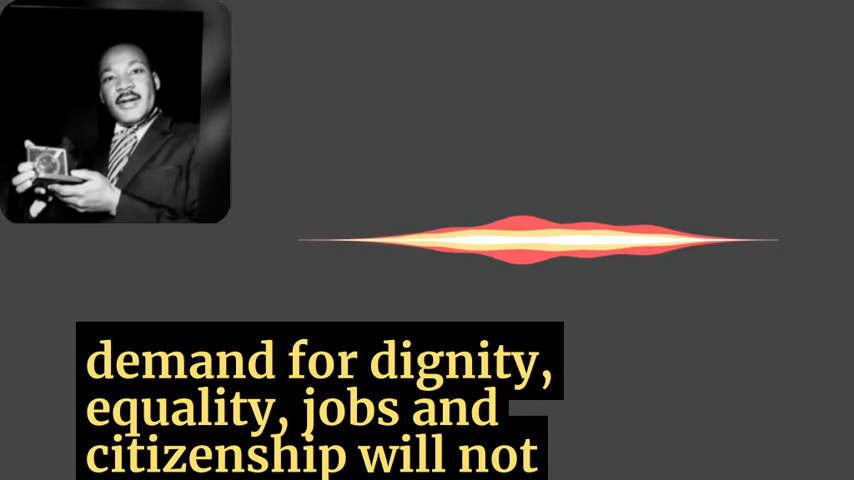 demand for dignity,
equality, jobs and
citizenship will not